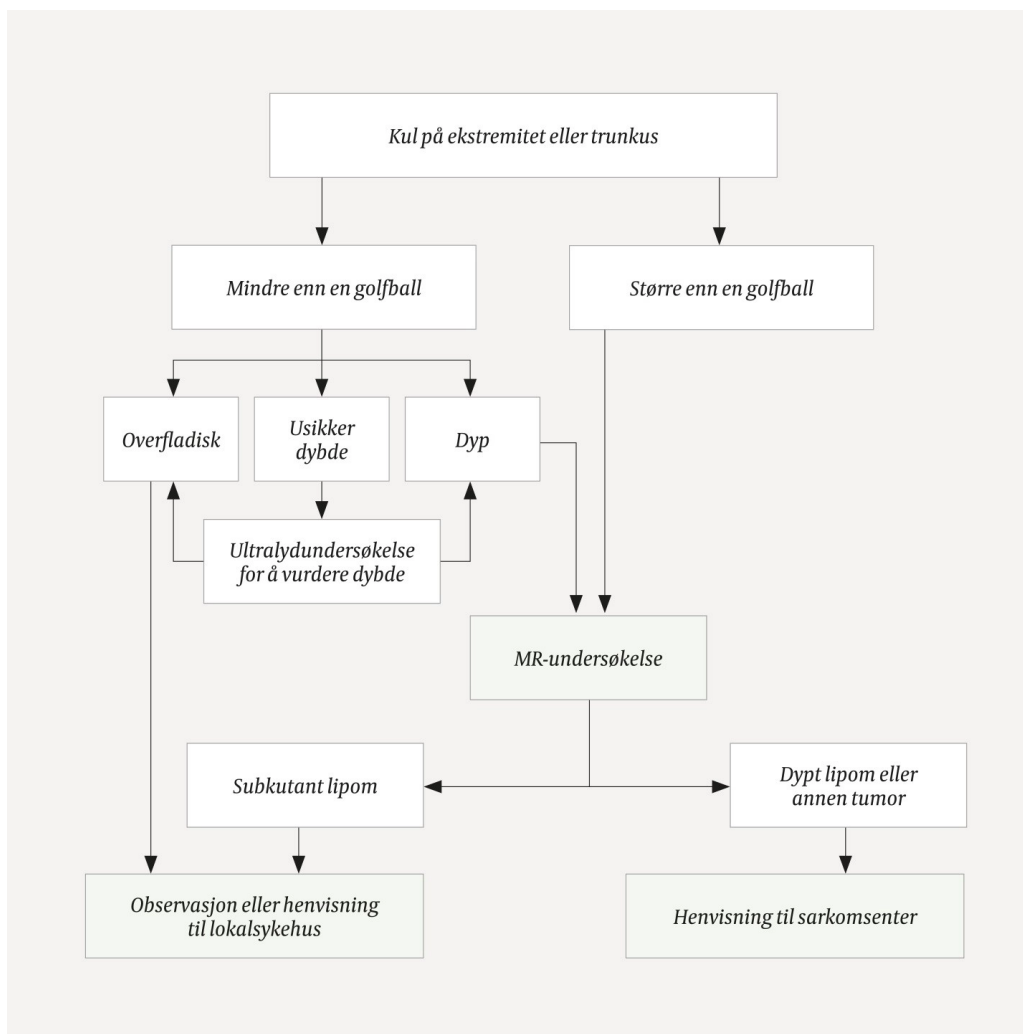 Kul på ekstremitet eller trunkus
Mindre enn en golfball
Større enn en golfball
Overfladisk
Usikker
dybde
Dyp
Ultralydundersøkelse
for å vurdere dybde
MR-undersøkelse
Subkutant lipom
Dypt lipom eller
annen tumor
Observasjon eller henvisning
til lokalsykehus
Henvisning til sarkomsenter